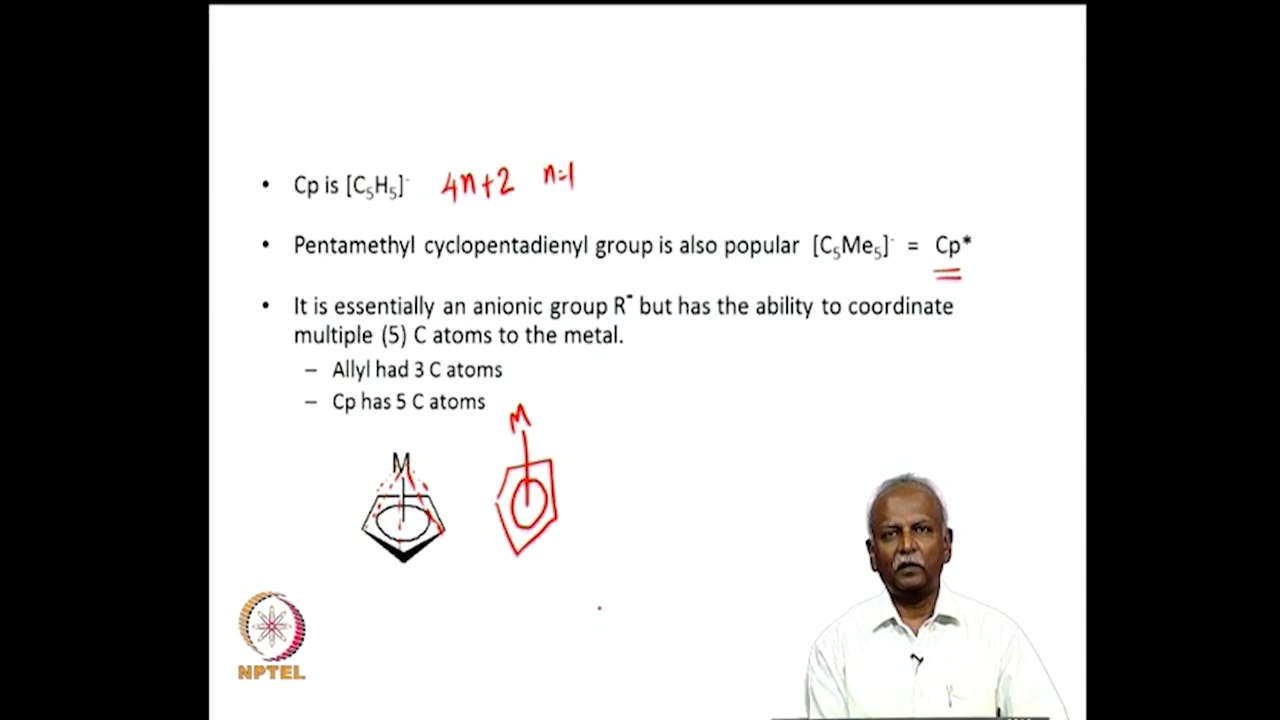 • Cp is [C₅H₅]⁻ 4n+2 n=1
• Pentamethyl cyclopentadienyl group is also popular [C₅Me₅]⁻ = Cp*
• It is essentially an anionic group R⁻ but has the ability to coordinate
multiple (5) C atoms to the metal.
– Allyl had 3 C atoms
– Cp has 5 C atoms
M
M
NPTEL